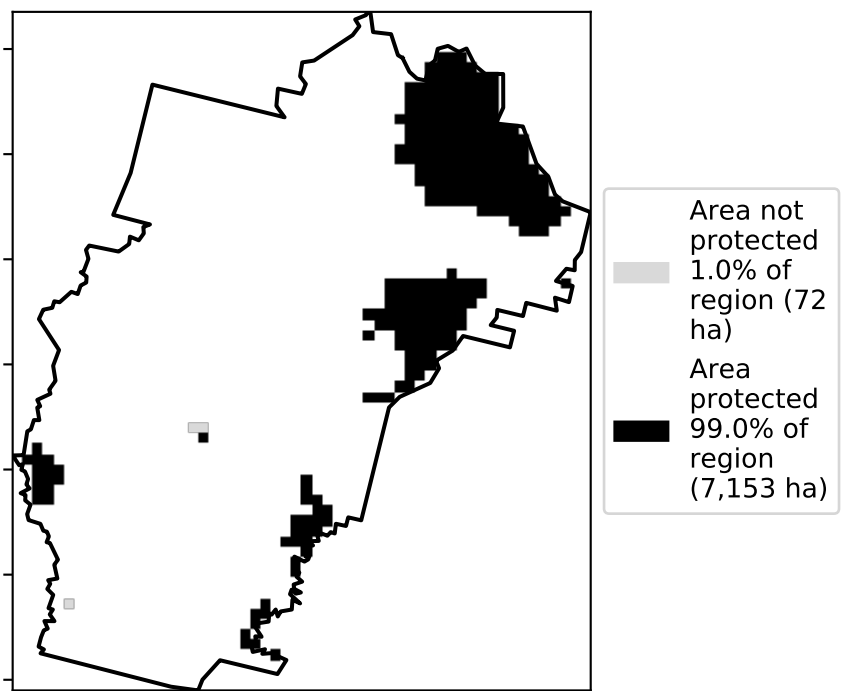 Area not
protected
1.0% of
region (72
ha)
Area
protected
99.0% of
region
(7,153 ha)